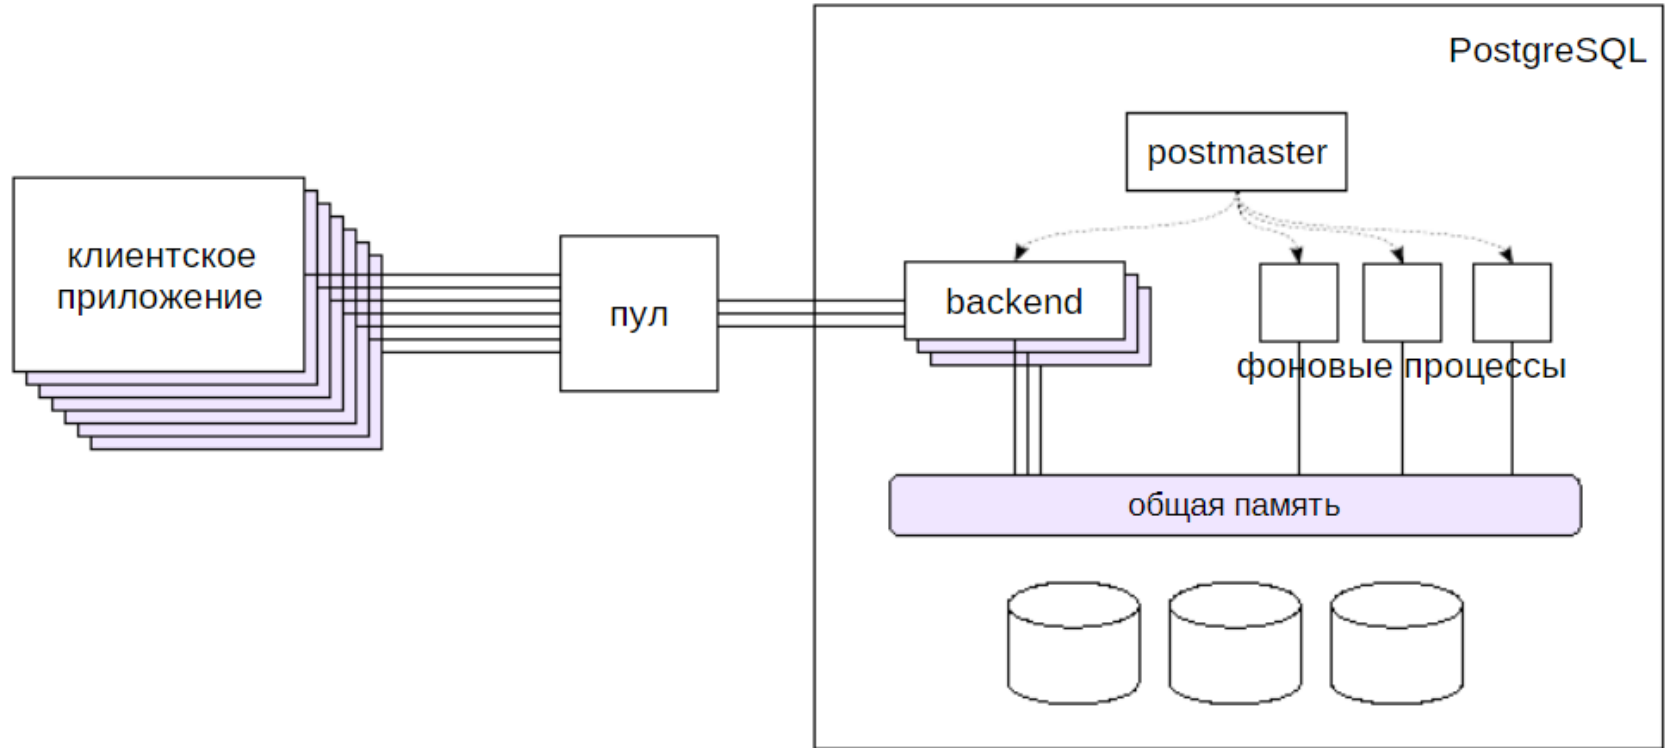 PostgreSQL
postmaster
клиентское
приложение
пул
backend
фоновые процессы
общая память